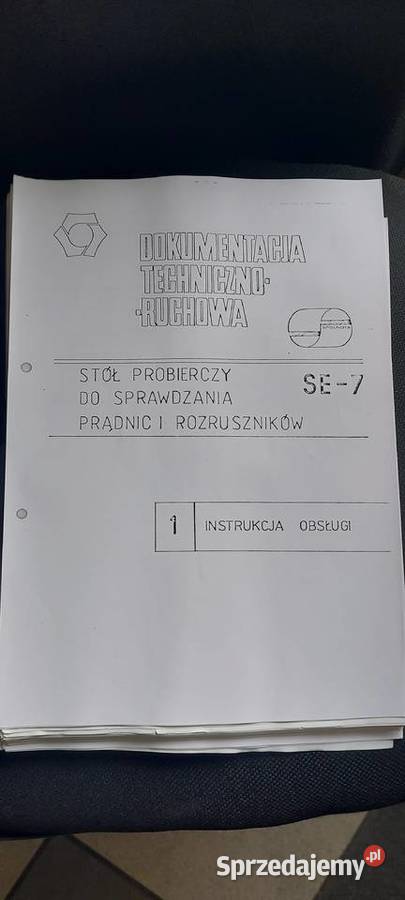 DOKUMENTACJA
TECHNICZNO-
-RUCHOWA
STÓŁ PROBIERCZY
DO SPRAWDZANIA
PRĄDNIC I ROZRUSZNIKÓW
SE-7
1
INSTRUKCJA OBSŁUGI
Sprzedajemy.pl